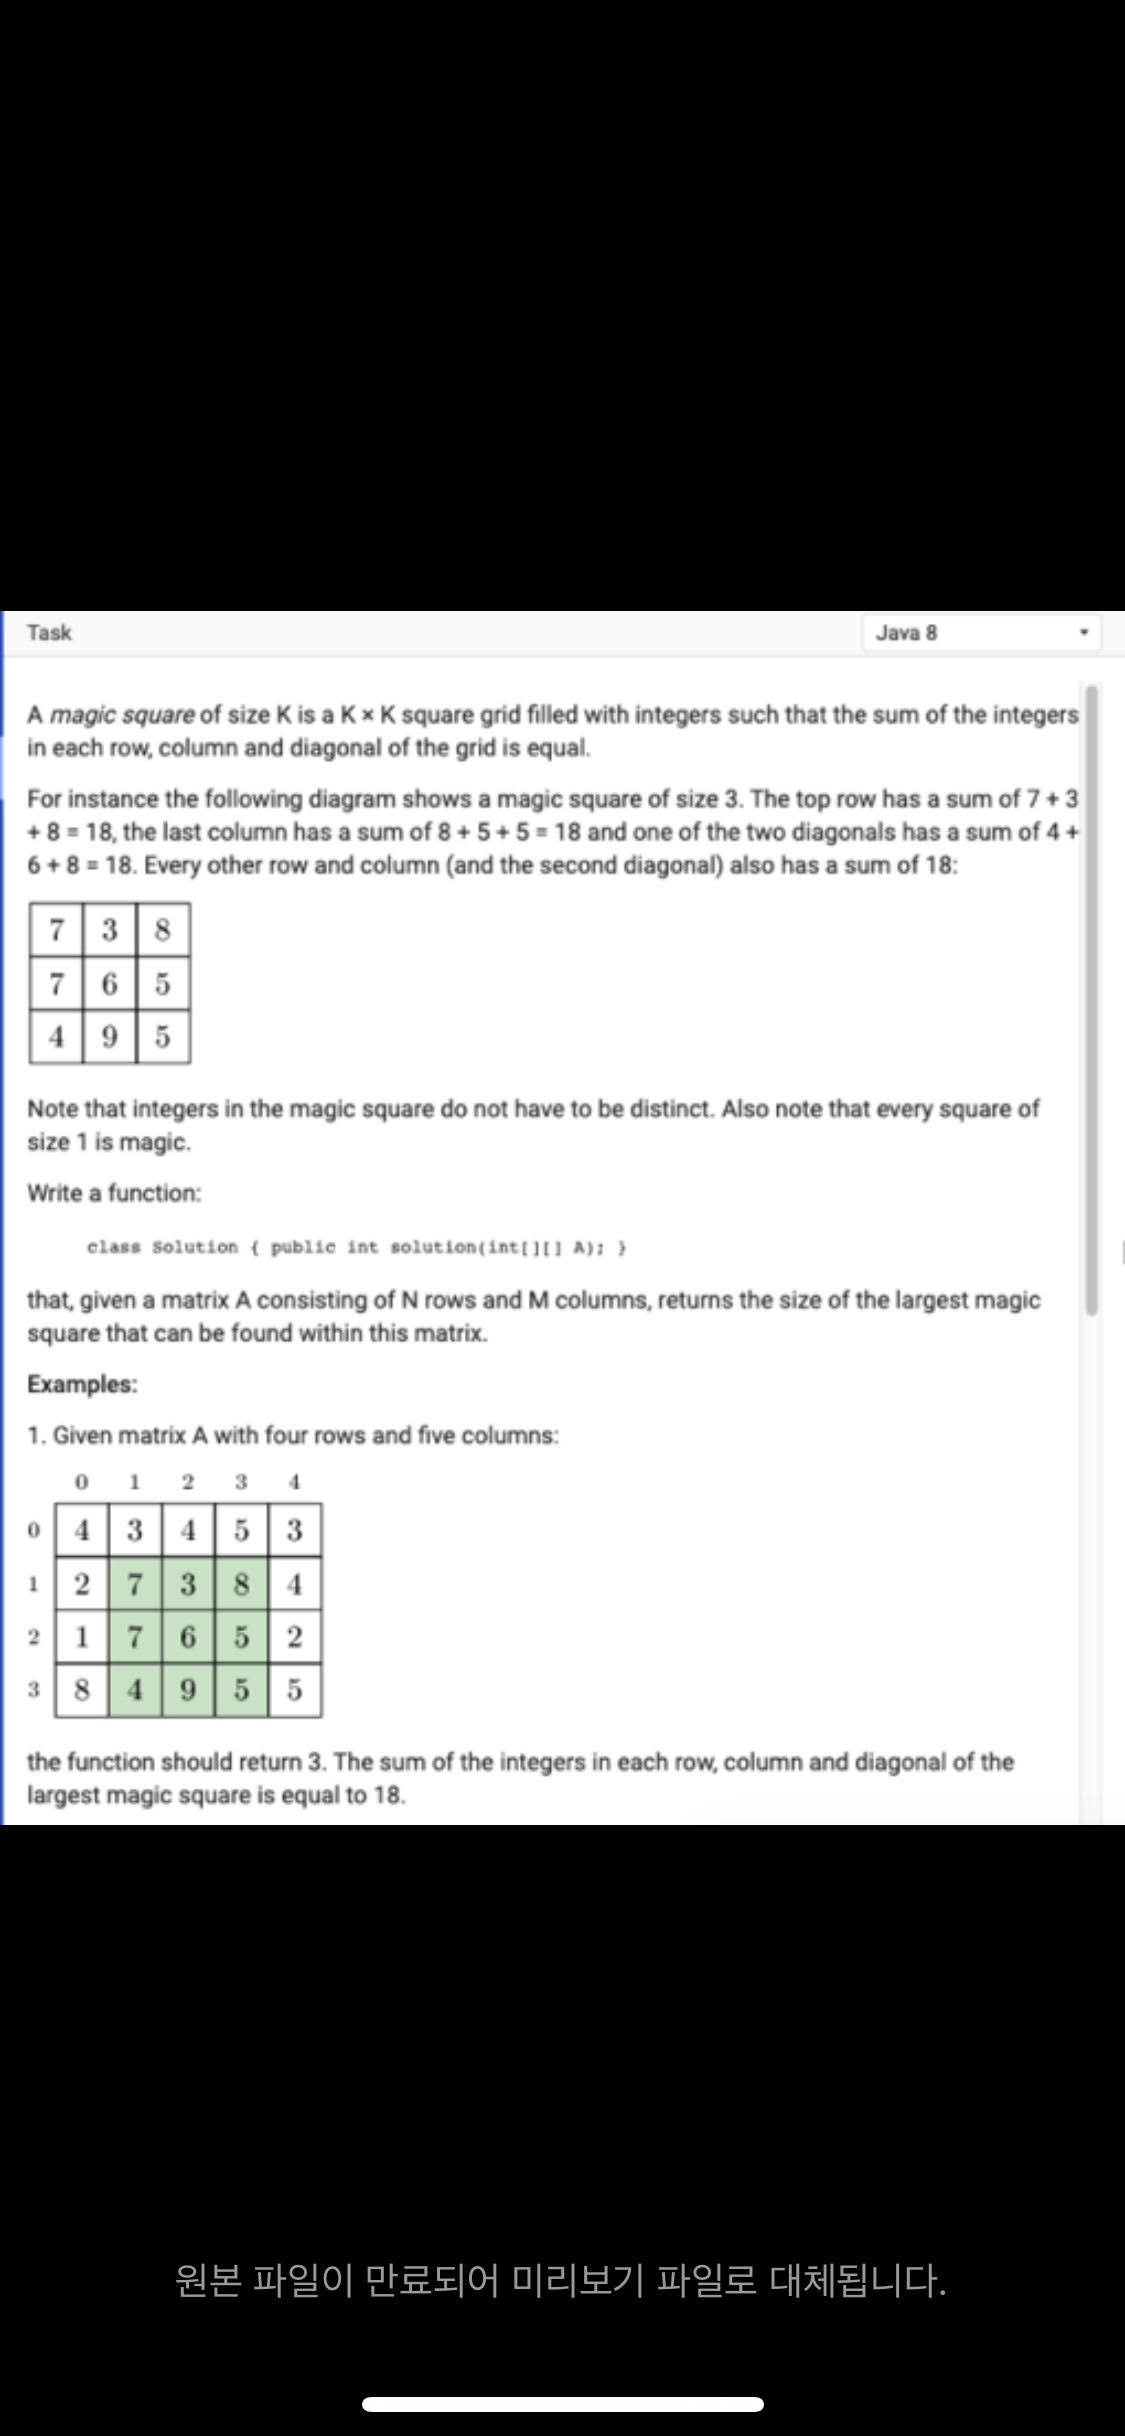 Task
Java 8
A magic square of size K is a K × K square grid filled with integers such that the sum of the integers
in each row, column and diagonal of the grid is equal.
For instance the following diagram shows a magic square of size 3. The top row has a sum of 7 + 3
+ 8 = 18, the last column has a sum of 8 + 5 + 5 = 18 and one of the two diagonals has a sum of 4 +
6 + 8 = 18. Every other row and column (and the second diagonal) also has a sum of 18:
7 3 8
7 6 5
4 9 5
Note that integers in the magic square do not have to be distinct. Also note that every square of
size 1 is magic.
Write a function:
class Solution { public int solution(int[][] A); }
that, given a matrix A consisting of N rows and M columns, returns the size of the largest magic
square that can be found within this matrix.
Examples:
1. Given matrix A with four rows and five columns:
0 1 2 3 4
0 4 3 4 5 3
1 2 7 3 8 4
2 1 7 6 5 2
3 8 4 9 5 5
the function should return 3. The sum of the integers in each row, column and diagonal of the
largest magic square is equal to 18.
원본 파일이 만료되어 미리보기 파일로 대체됩니다.